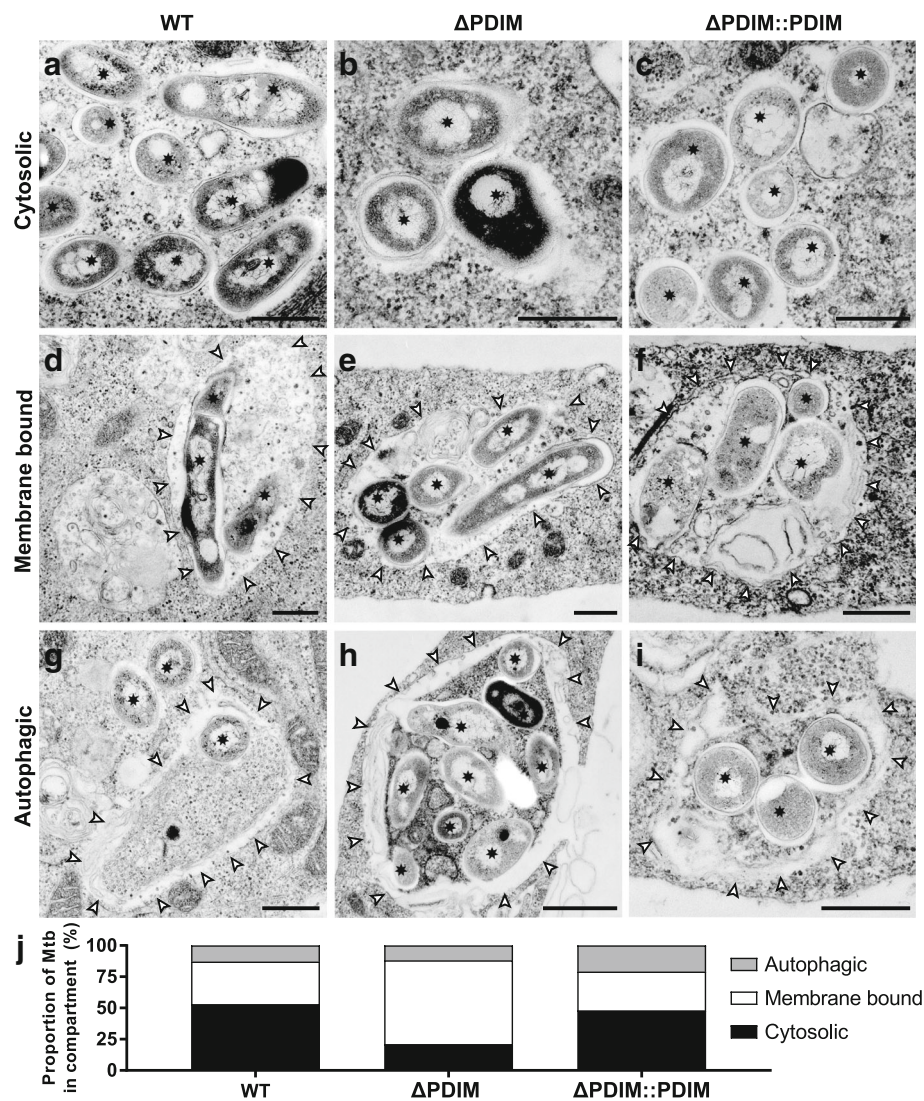 WT
ΔPDIM
ΔPDIM::PDIM
Cytosolic
a
b
c
Membrane bound
d
e
f
Autophagic
g
h
i
j
Proportion of Mtb
in compartment (%)
100
75
50
25
0
WT
ΔPDIM
ΔPDIM::PDIM
Autophagic
Membrane bound
Cytosolic